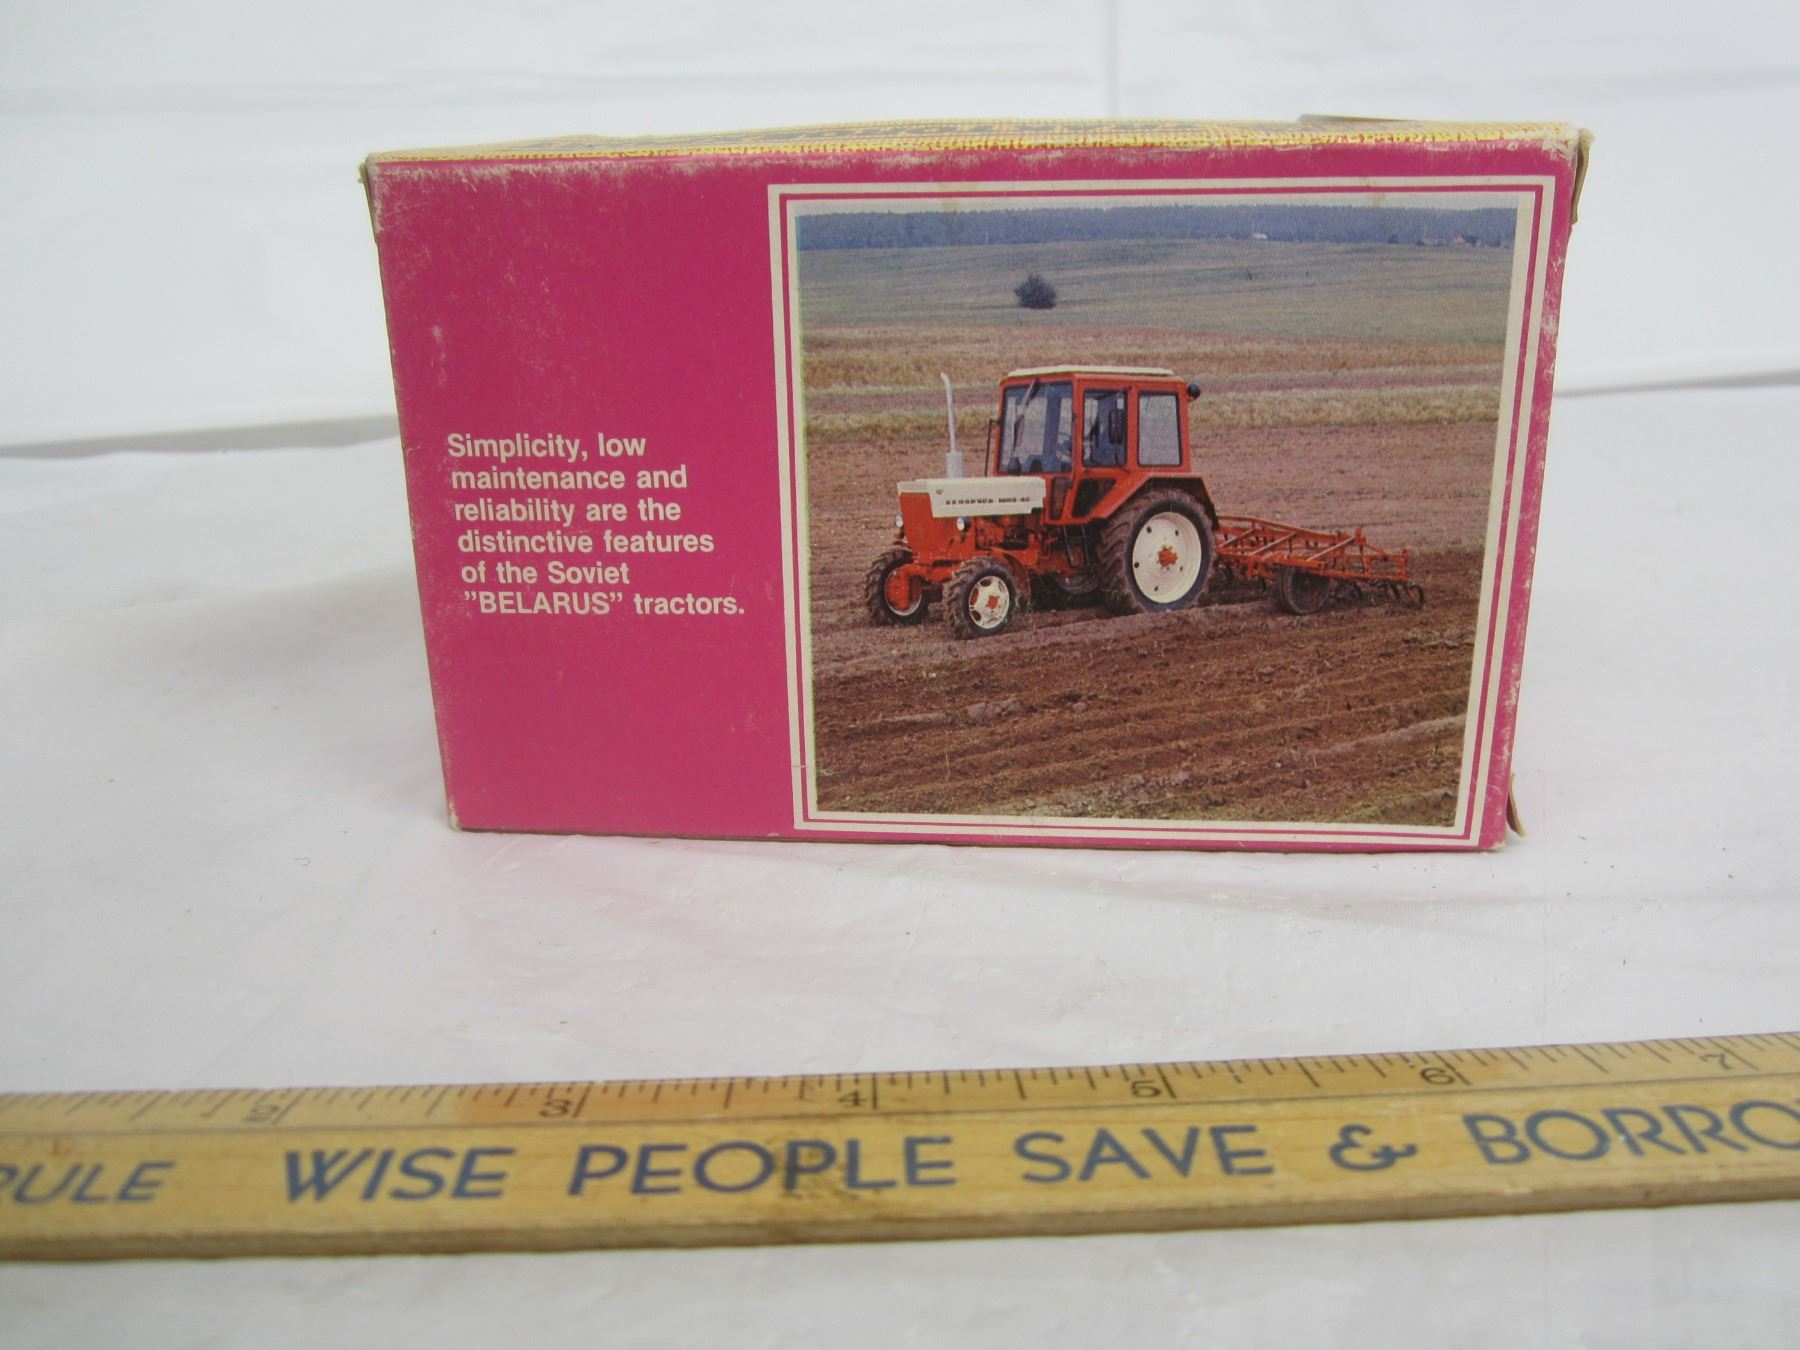 Simplicity, low
maintenance and
reliability are the
distinctive features
of the Soviet
"BELARUS" tractors.
2 3 4 5 6 7
RULE WISE PEOPLE SAVE & BORRO